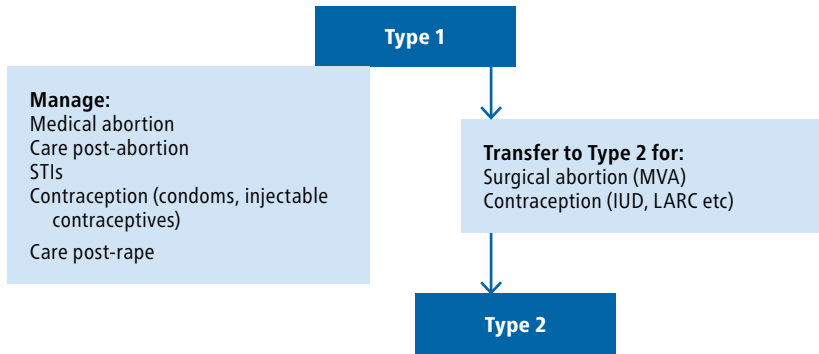 Type 1
Manage:
Medical abortion
Care post-abortion
STIs
Contraception (condoms, injectable
contraceptives)
Care post-rape
Transfer to Type 2 for:
Surgical abortion (MVA)
Contraception (IUD, LARC etc)
Type 2